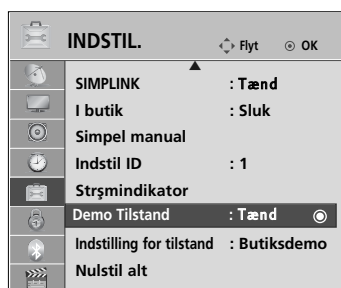 INDSTIL. Flyt OK
SIMPLINK : Tænd
I butik : Sluk
Simpel manual
Indstil ID : 1
Strşmindikator
Demo Tilstand : Tænd
Indstilling for tilstand : Butiksdemo
Nulstil alt